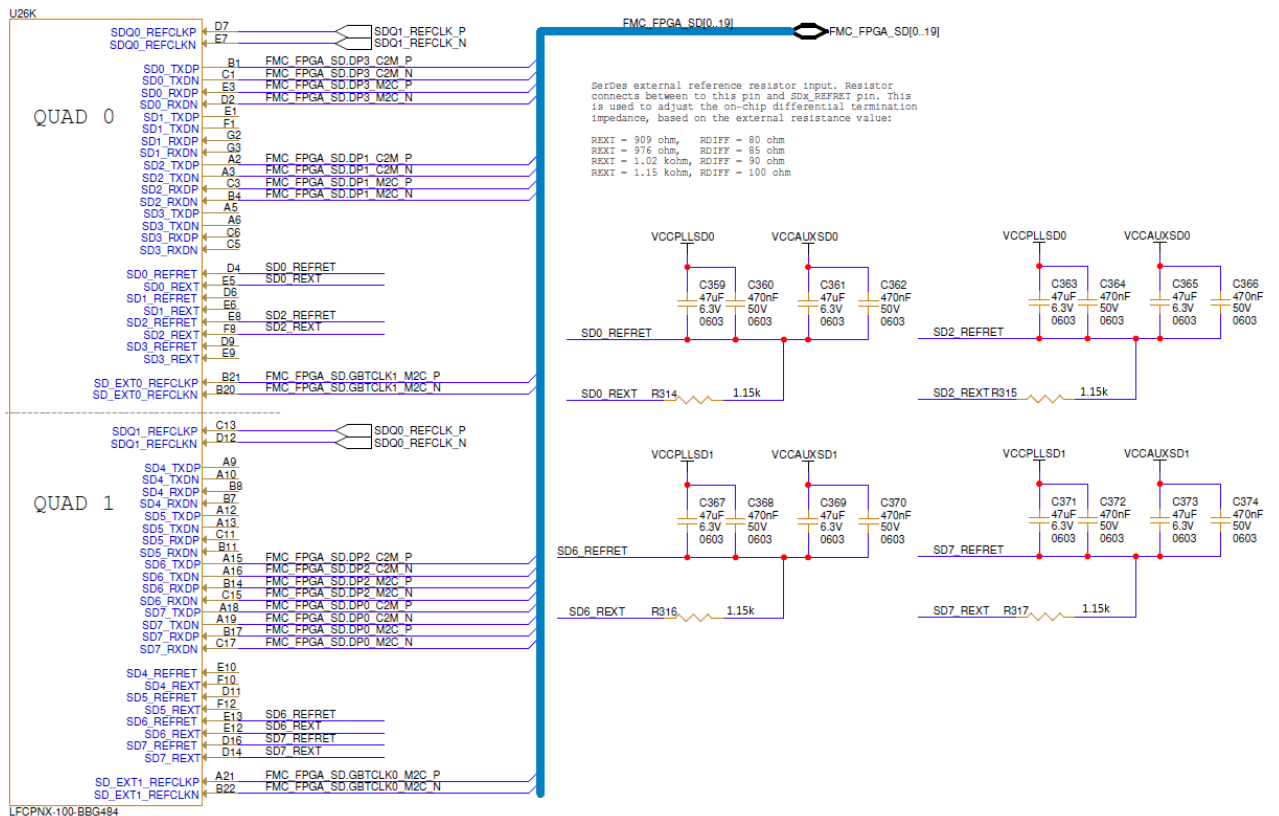 U26K
QUAD 0
SDQ0_REFCLKP D7 SDQ1_REFCLK_P
SDQ0_REFCLKN E7 SDQ1_REFCLK_N
SD0_TXDP B1 FMC_FPGA_SD.DP3_C2M_P
SD0_TXDN C1 FMC_FPGA_SD.DP3_C2M_N
SD0_RXDP E3 FMC_FPGA_SD.DP3_M2C_P
SD0_RXDN D2 FMC_FPGA_SD.DP3_M2C_N
SD1_TXDP E1
SD1_TXDN F1
SD1_RXDP G2
SD1_RXDN G3
SD2_TXDP A2 FMC_FPGA_SD.DP1_C2M_P
SD2_TXDN A3 FMC_FPGA_SD.DP1_C2M_N
SD2_RXDP C3 FMC_FPGA_SD.DP1_M2C_P
SD2_RXDN B4 FMC_FPGA_SD.DP1_M2C_N
SD3_TXDP A5
SD3_TXDN A6
SD3_RXDP C6
SD3_RXDN C5
SD0_REFRET D4 SD0_REFRET
SD0_REXT E5 SD0_REXT
SD1_REFRET D6
SD1_REXT E6
SD2_REFRET E8 SD2_REFRET
SD2_REXT F8 SD2_REXT
SD3_REFRET D9
SD3_REXT E9
SD_EXT0_REFCLKP B21 FMC_FPGA_SD.GBTCLK1_M2C_P
SD_EXT0_REFCLKN B20 FMC_FPGA_SD.GBTCLK1_M2C_N
QUAD 1
SDQ1_REFCLKP C13 SDQ0_REFCLK_P
SDQ1_REFCLKN D12 SDQ0_REFCLK_N
SD4_TXDP A9
SD4_TXDN A10
SD4_RXDP B8
SD4_RXDN B7
SD5_TXDP A12
SD5_TXDN A13
SD5_RXDP C11
SD5_RXDN B11
SD6_TXDP A15 FMC_FPGA_SD.DP2_C2M_P
SD6_TXDN A16 FMC_FPGA_SD.DP2_C2M_N
SD6_RXDP B14 FMC_FPGA_SD.DP2_M2C_P
SD6_RXDN C15 FMC_FPGA_SD.DP2_M2C_N
SD7_TXDP A18 FMC_FPGA_SD.DP0_C2M_P
SD7_TXDN A19 FMC_FPGA_SD.DP0_C2M_N
SD7_RXDP B17 FMC_FPGA_SD.DP0_M2C_P
SD7_RXDN C17 FMC_FPGA_SD.DP0_M2C_N
SD4_REFRET E10
SD4_REXT F10
SD5_REFRET D11
SD5_REXT F12
SD6_REFRET E13 SD6_REFRET
SD6_REXT E12 SD6_REXT
SD7_REFRET D16 SD7_REFRET
SD7_REXT D14 SD7_REXT
SD_EXT1_REFCLKP A21 FMC_FPGA_SD.GBTCLK0_M2C_P
SD_EXT1_REFCLKN B22 FMC_FPGA_SD.GBTCLK0_M2C_N
LFCPNX-100-BBG484
FMC_FPGA_SD[0..19] FMC_FPGA_SD[0..19]
SerDes external reference resistor input. Resistor
connects between to this pin and SDx_REFRET pin. This
is used to adjust the on-chip differential termination
impedance, based on the external resistance value:
REXT = 909 ohm, RDIFF = 80 ohm
REXT = 976 ohm, RDIFF = 85 ohm
REXT = 1.02 kohm, RDIFF = 90 ohm
REXT = 1.15 kohm, RDIFF = 100 ohm
VCCPLLSD0 VCCAUXSD0
C359 C360 C361 C362
47uF 470nF 47uF 470nF
6.3V 50V 6.3V 50V
0603 0603 0603 0603
SD0_REFRET
SD0_REXT R314 1.15k
VCCPLLSD0 VCCAUXSD0
C363 C364 C365 C366
47uF 470nF 47uF 470nF
6.3V 50V 6.3V 50V
0603 0603 0603 0603
SD2_REFRET
SD2_REXT R315 1.15k
VCCPLLSD1 VCCAUXSD1
C367 C368 C369 C370
47uF 470nF 47uF 470nF
6.3V 50V 6.3V 50V
0603 0603 0603 0603
SD6_REFRET
SD6_REXT R316 1.15k
VCCPLLSD1 VCCAUXSD1
C371 C372 C373 C374
47uF 470nF 47uF 470nF
6.3V 50V 6.3V 50V
0603 0603 0603 0603
SD7_REFRET
SD7_REXT R317 1.15k